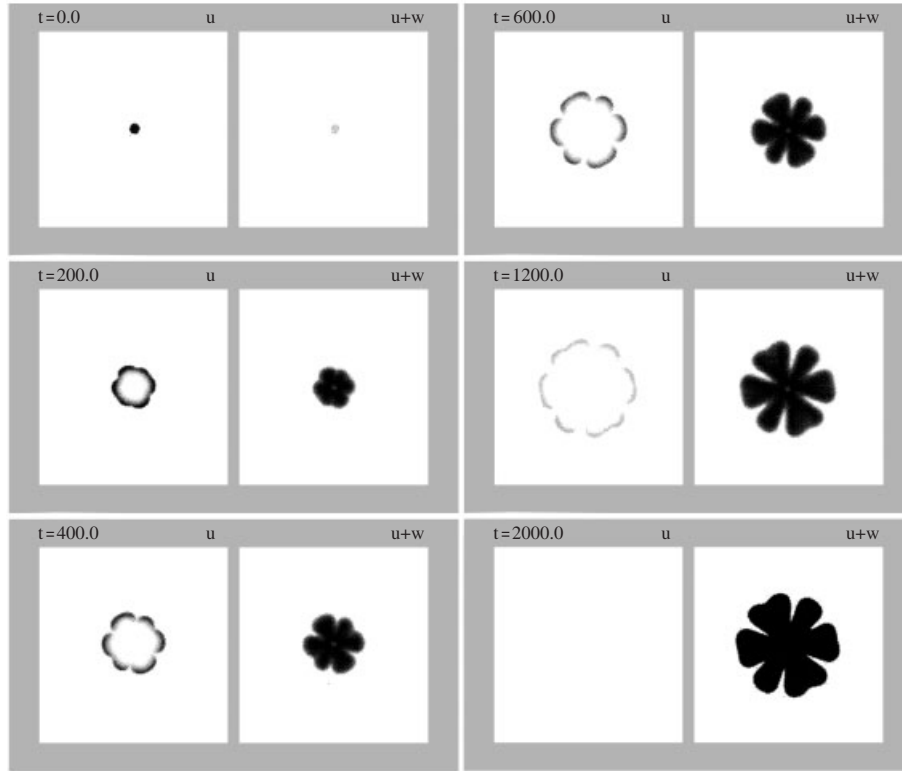 t=0.0 u u+w
t=200.0 u u+w
t=400.0 u u+w
t=600.0 u u+w
t=1200.0 u u+w
t=2000.0 u u+w